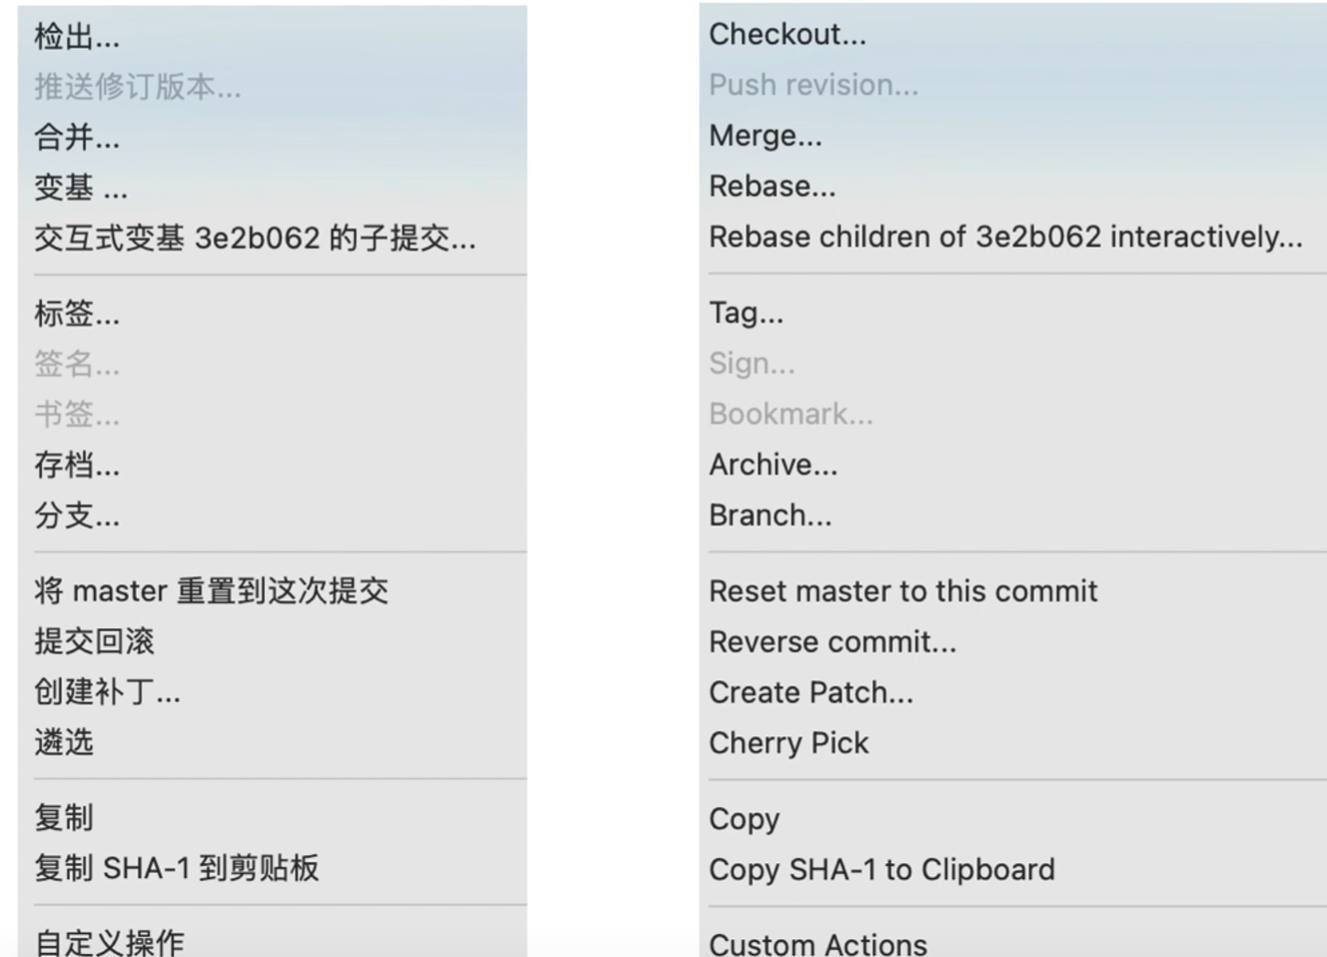 检出...
推送修订版本...
合并...
变基 ...
交互式变基 3e2b062 的子提交...
标签...
签名...
书签...
存档...
分支...
将 master 重置到这次提交
提交回滚
创建补丁...
遴选
复制
复制 SHA-1 到剪贴板
自定义操作
Checkout...
Push revision...
Merge...
Rebase...
Rebase children of 3e2b062 interactively...
Tag...
Sign...
Bookmark...
Archive...
Branch...
Reset master to this commit
Reverse commit...
Create Patch...
Cherry Pick
Copy
Copy SHA-1 to Clipboard
Custom Actions